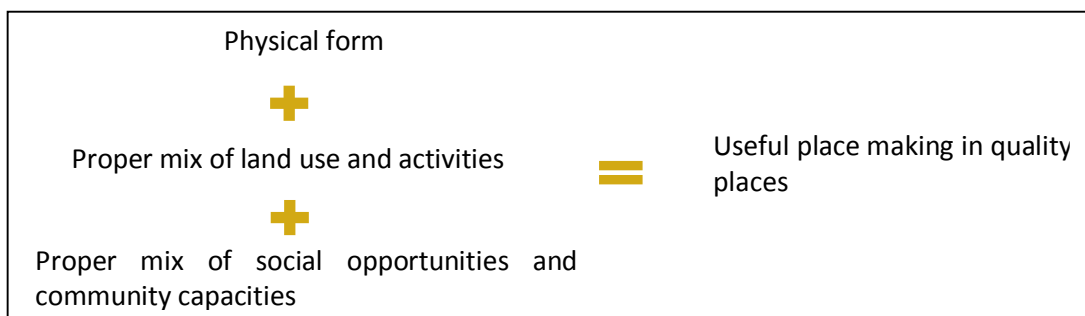 Physical form
Proper mix of land use and activities
Proper mix of social opportunities and
community capacities
Useful place making in quality
places